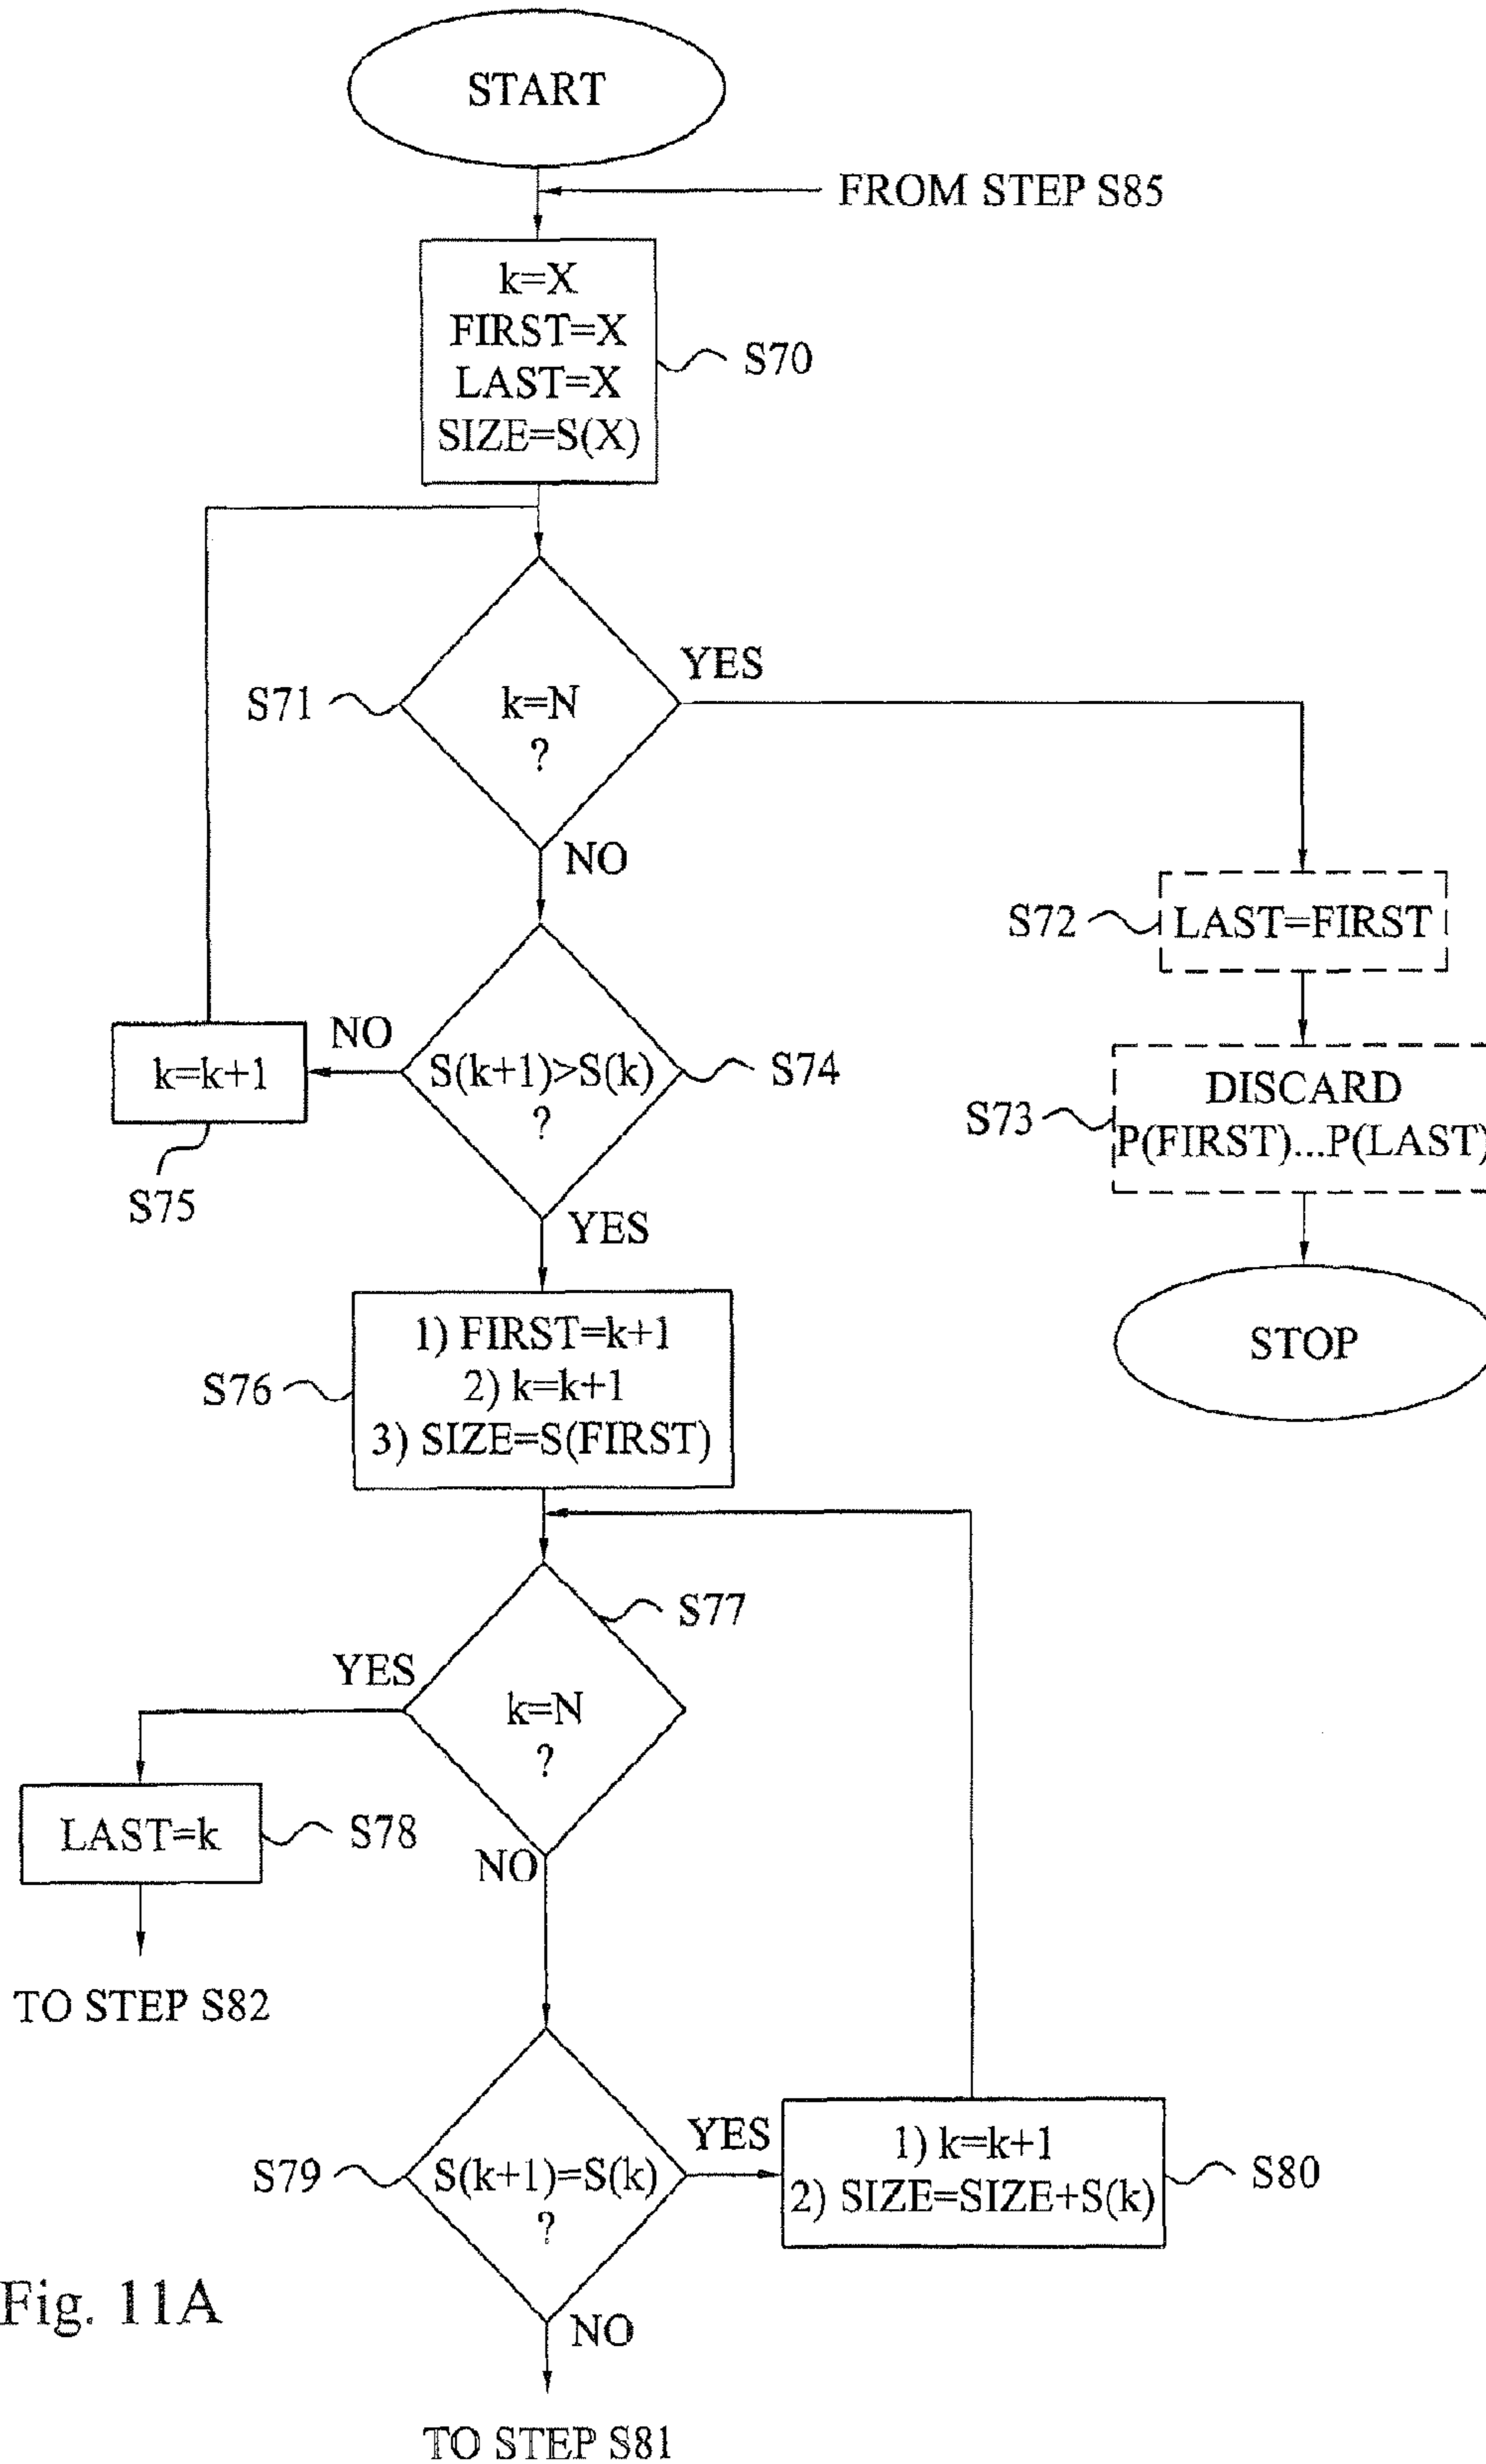 START
FROM STEP S85
k=X
FIRST=X
LAST=X
SIZE=S(X)
S70
YES
S71
k=N
?
NO
S72
LAST=FIRST
NO
S(k+1)>S(k)
?
S74
k=k+1
S75
DISCARD
P(FIRST)...P(LAST)
S73
YES
STOP
1) FIRST=k+1
2) k=k+1
3) SIZE=S(FIRST)
S76
S77
YES
k=N
?
LAST=k
S78
NO
TO STEP S82
S79
S(k+1)=S(k)
?
YES
1) k=k+1
2) SIZE=SIZE+S(k)
S80
NO
Fig. 11A
TO STEP S81